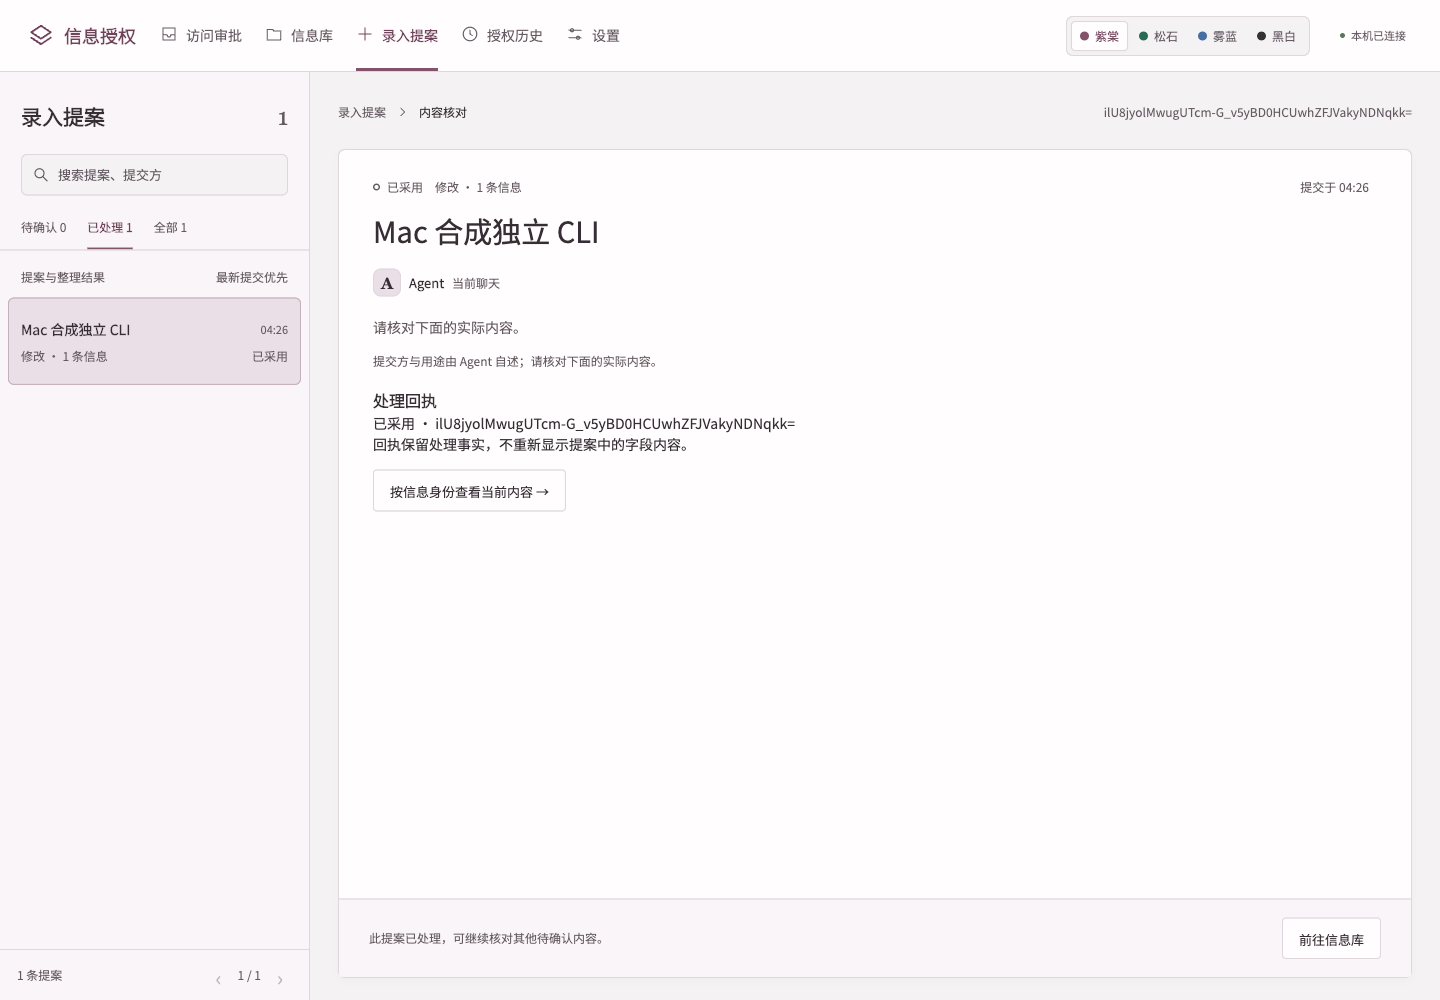 信息授权
访问审批
信息库
录入提案
授权历史
设置
紫棠
松石
雾蓝
黑白
本机已连接
录入提案 1
搜索提案、提交方
待确认 0 已处理 1 全部 1
提案与整理结果 最新提交优先
Mac 合成独立 CLI 04:26
修改 · 1 条信息 已采用
1 条提案 ‹ 1 / 1 ›
录入提案 > 内容核对 ilU8jyolMwugUTcm-G_v5yBD0HCUwhZFJVakyNDNqkk=
已采用 修改 · 1 条信息 提交于 04:26
Mac 合成独立 CLI
A Agent 当前聊天
请核对下面的实际内容。
提交方与用途由 Agent 自述；请核对下面的实际内容。
处理回执
已采用 · ilU8jyolMwugUTcm-G_v5yBD0HCUwhZFJVakyNDNqkk=
回执保留处理事实，不重新显示提案中的字段内容。
按信息身份查看当前内容 →
此提案已处理，可继续核对其他待确认内容。 前往信息库